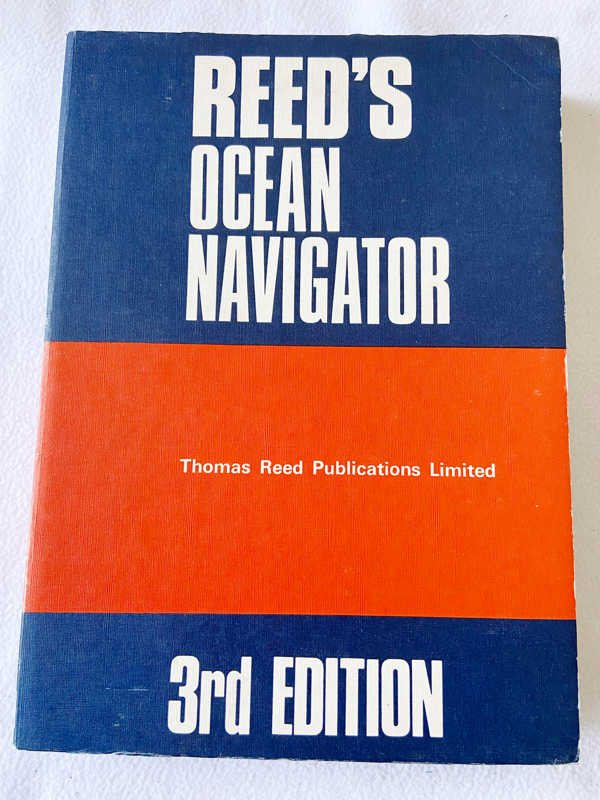 REED'S
OCEAN
NAVIGATOR
Thomas Reed Publications Limited
3rd EDITION